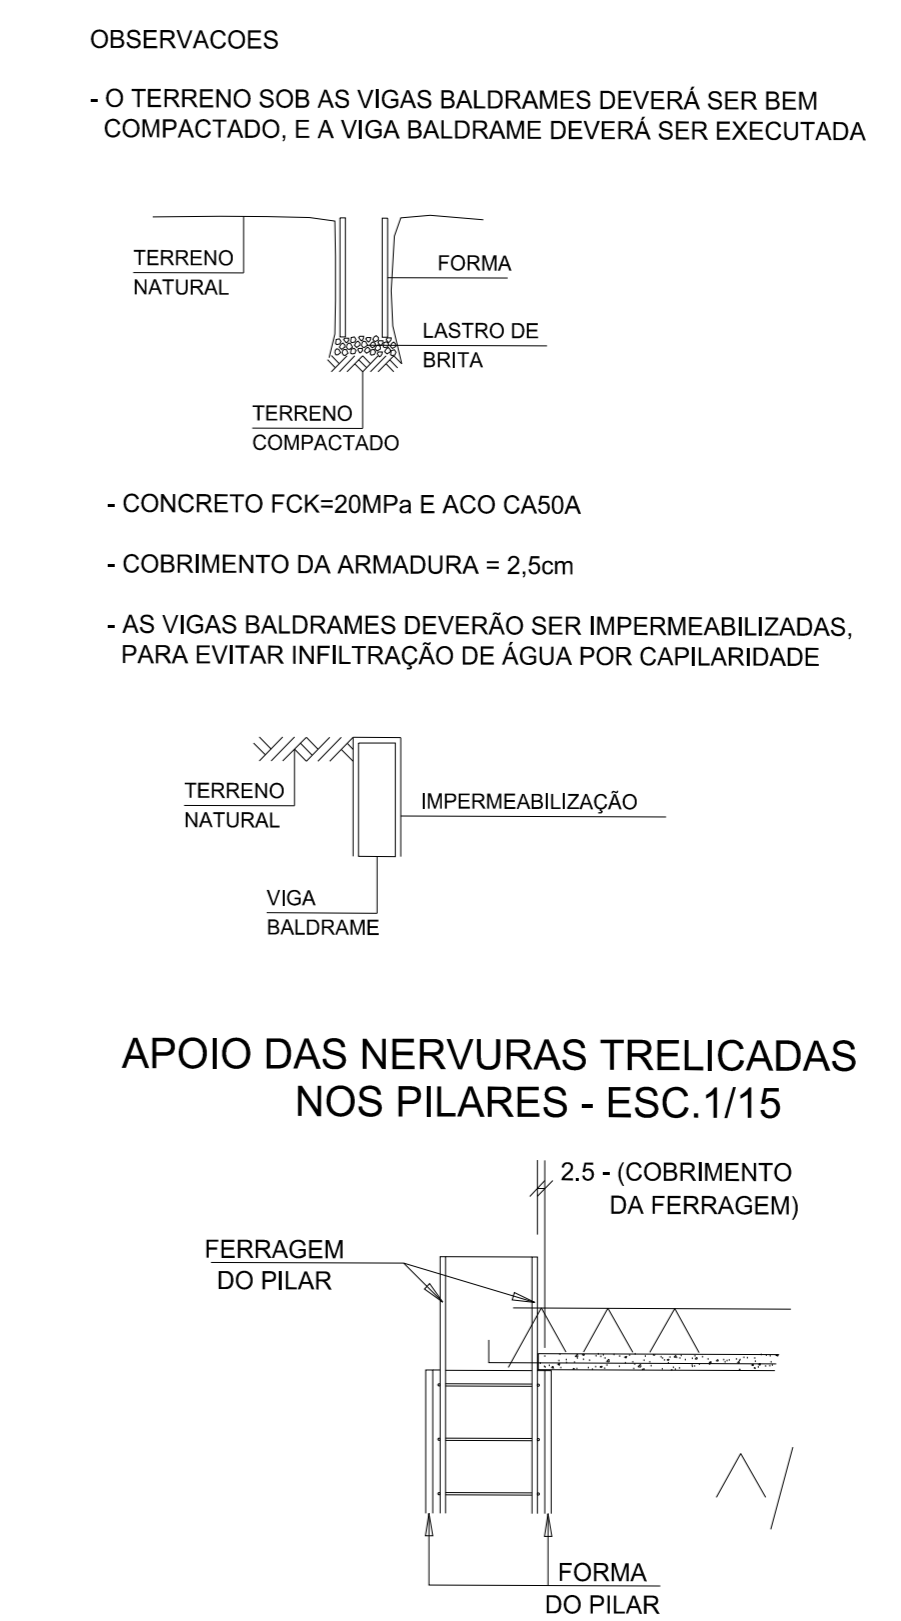 OBSERVACOES
- O TERRENO SOB AS VIGAS BALDRAMES DEVERÁ SER BEM
COMPACTADO, E A VIGA BALDRAME DEVERÁ SER EXECUTADA
TERRENO
NATURAL
FORMA
LASTRO DE
BRITA
TERRENO
COMPACTADO
- CONCRETO FCK=20MPa E ACO CA50A
- COBRIMENTO DA ARMADURA = 2,5cm
- AS VIGAS BALDRAMES DEVERÃO SER IMPERMEABILIZADAS,
PARA EVITAR INFILTRAÇÃO DE ÁGUA POR CAPILARIDADE
TERRENO
NATURAL
IMPERMEABILIZAÇÃO
VIGA
BALDRAME
APOIO DAS NERVURAS TRELICADAS
NOS PILARES - ESC.1/15
2.5 - (COBRIMENTO
DA FERRAGEM)
FERRAGEM
DO PILAR
FORMA
DO PILAR